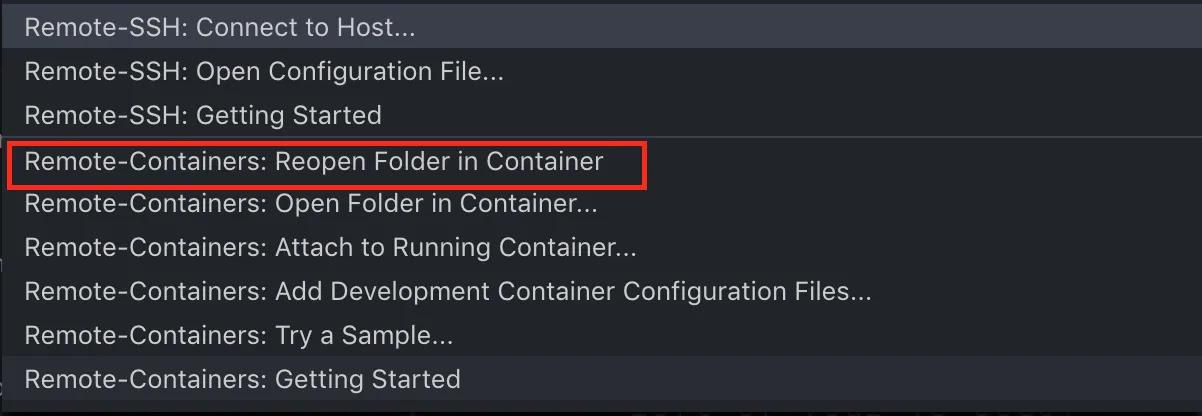 Remote-SSH: Connect to Host...
Remote-SSH: Open Configuration File...
Remote-SSH: Getting Started
Remote-Containers: Reopen Folder in Container
Remote-Containers: Open Folder in Container...
Remote-Containers: Attach to Running Container...
Remote-Containers: Add Development Container Configuration Files...
Remote-Containers: Try a Sample...
Remote-Containers: Getting Started